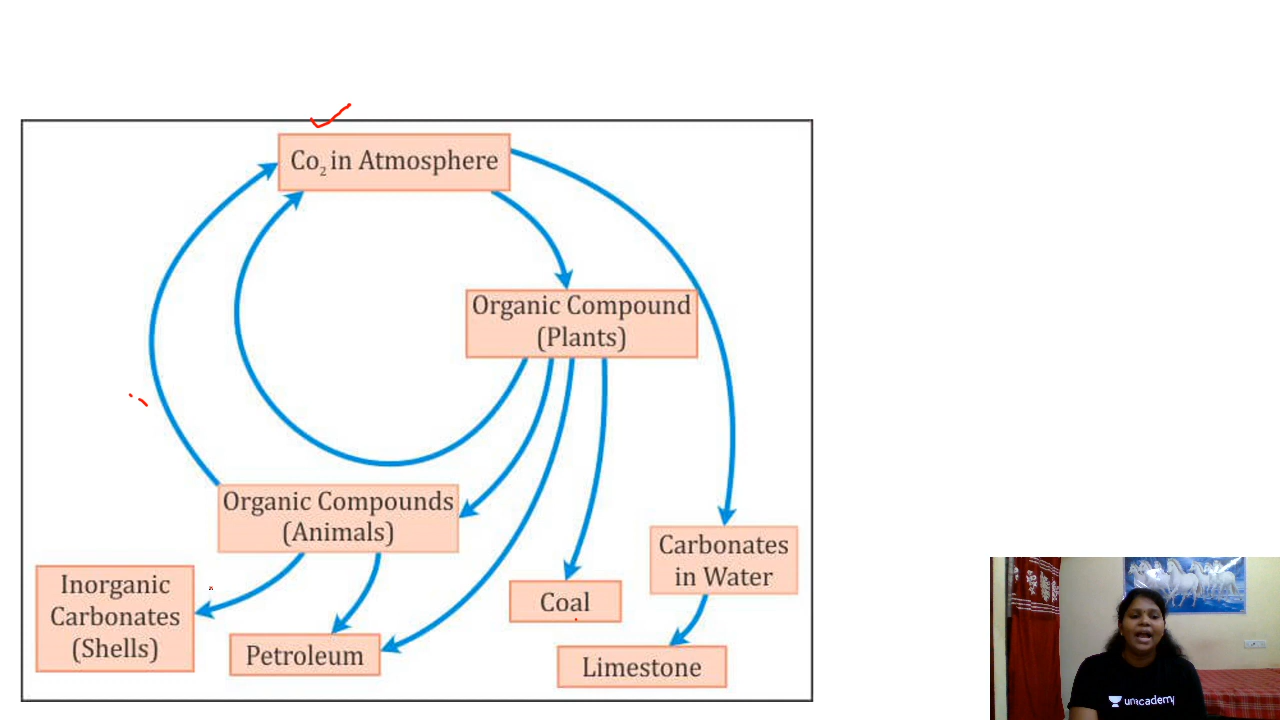 Co₂ in Atmosphere
Organic Compound
(Plants)
Organic Compounds
(Animals)
Carbonates
in Water
Inorganic
Carbonates
(Shells)
Coal
Petroleum
Limestone
unacademy